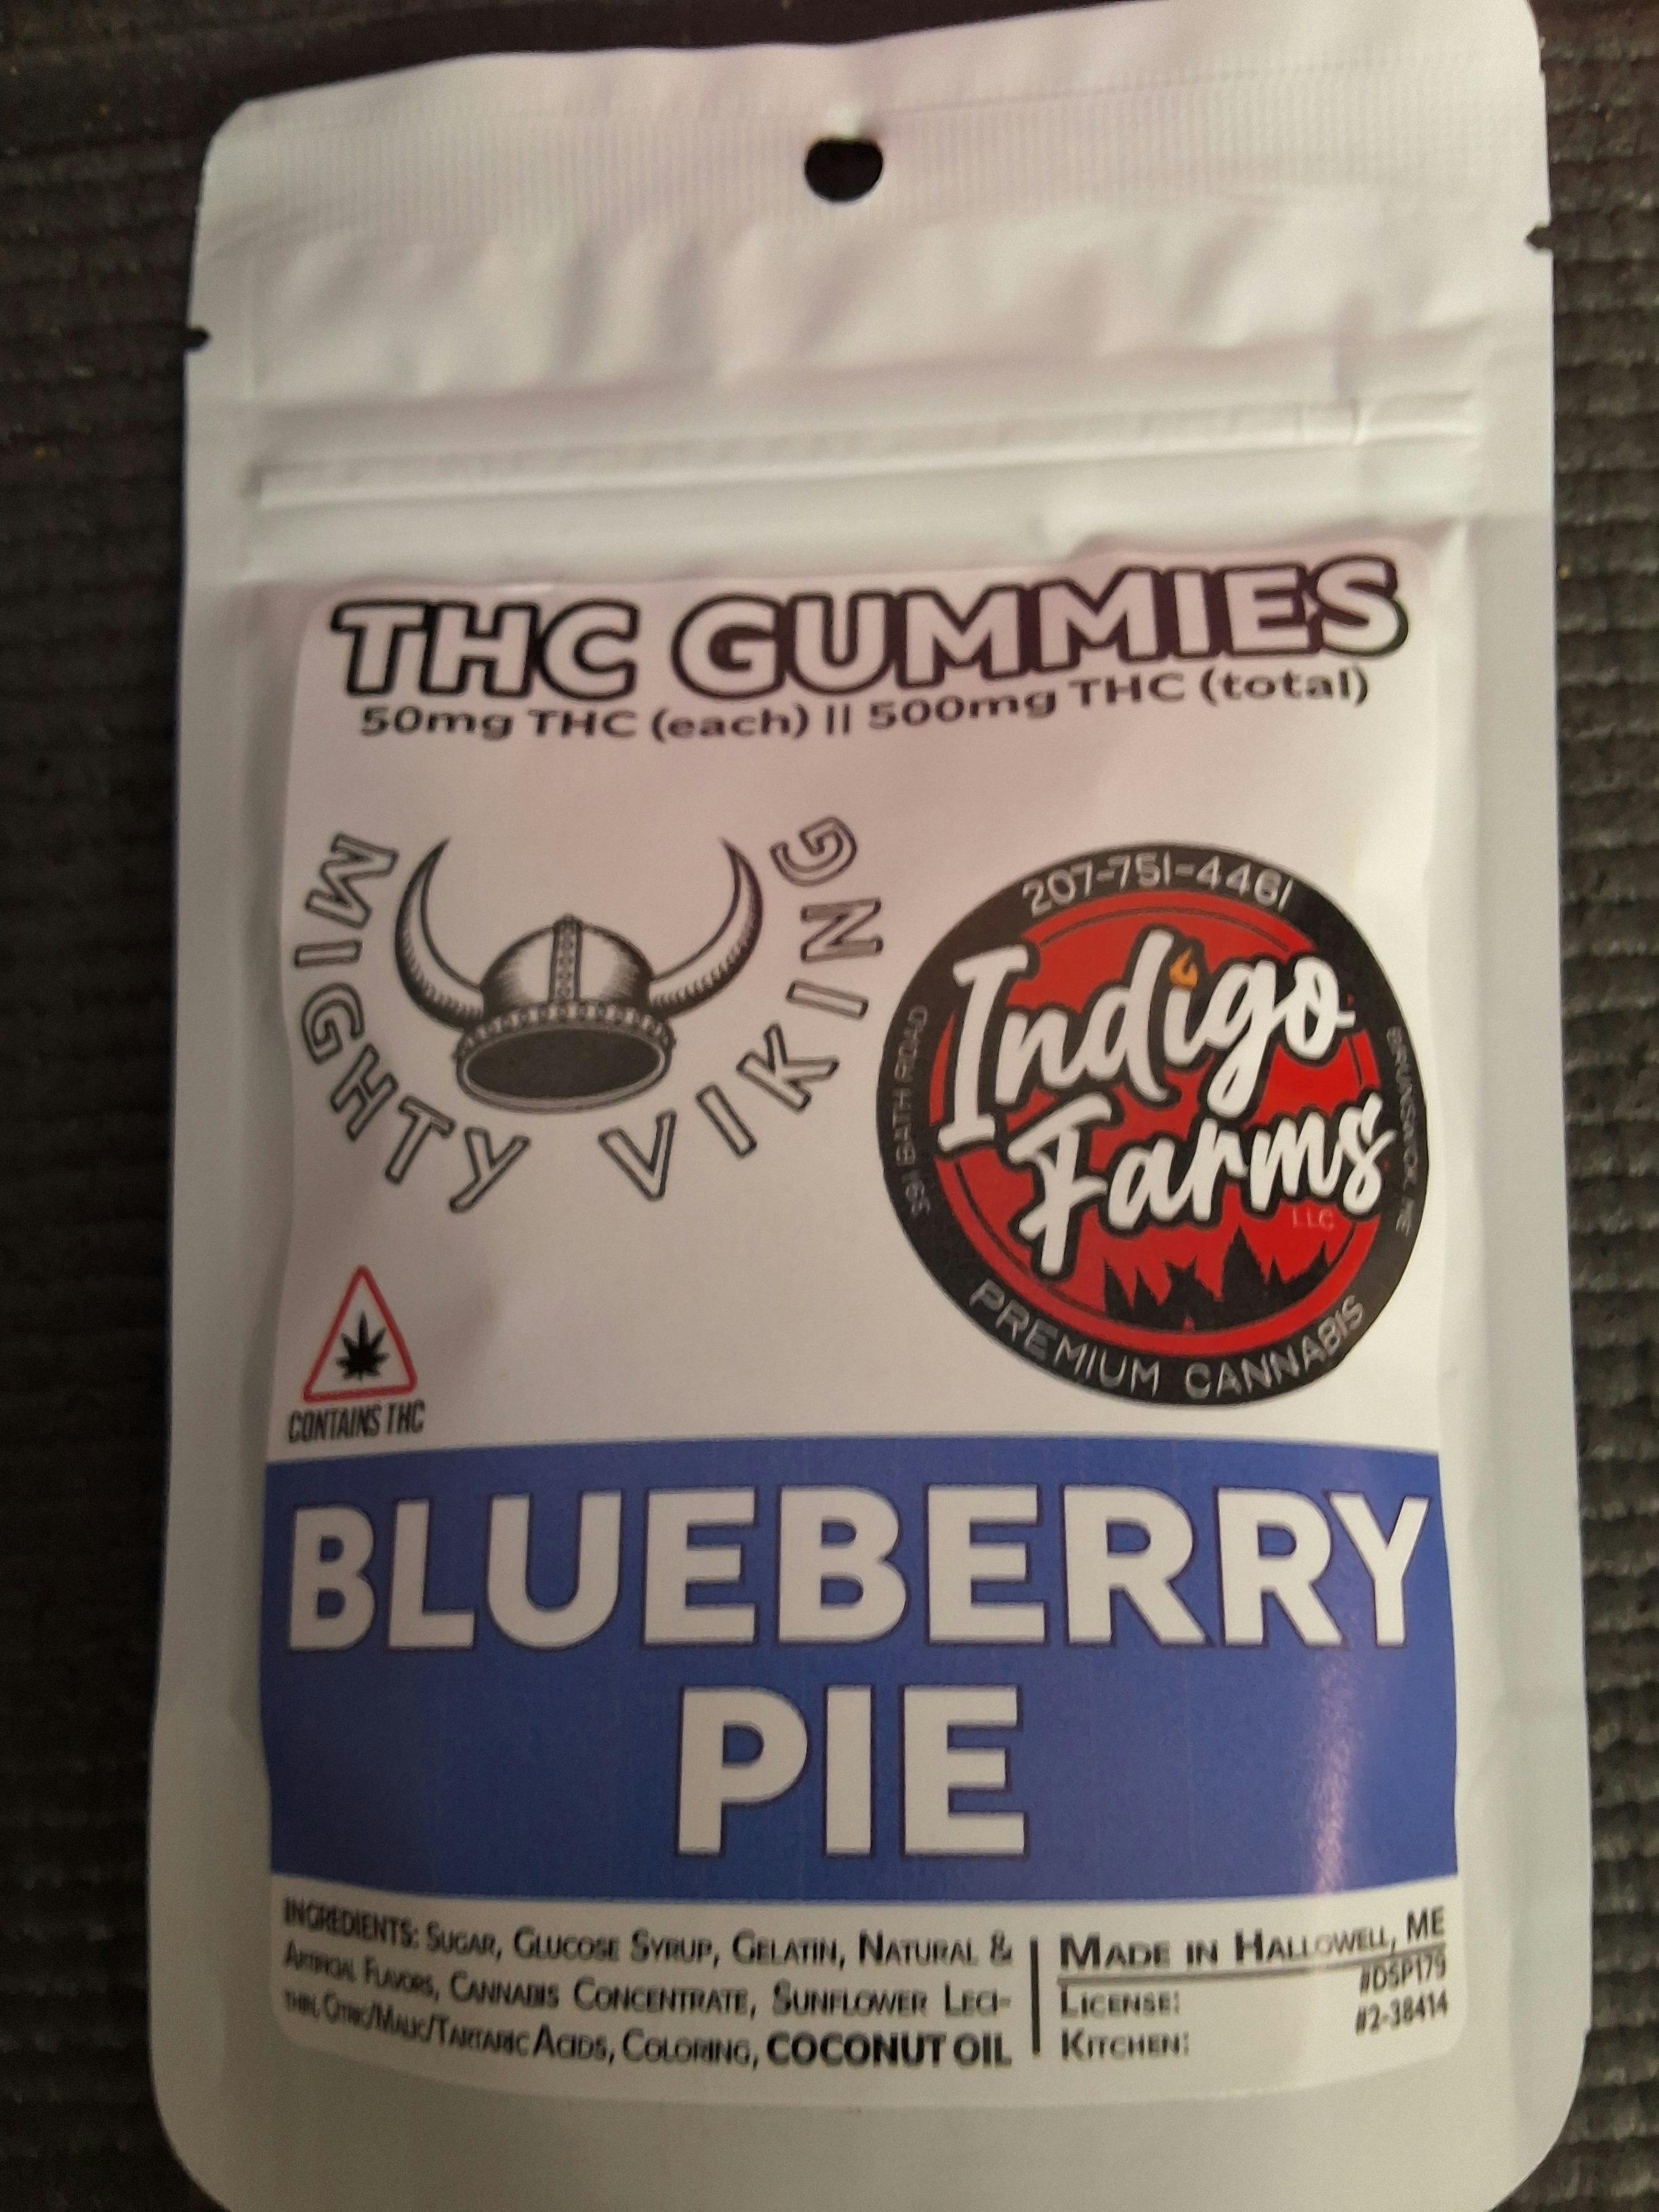 THC GUMMIES
50mg THC (each) || 500mg THC (total)
MIGHTY VIKING
207-751-4461
Indigo
Farms
LLC
BATH ROAD
BRUNSWICK, ME
PREMIUM CANNABIS
CONTAINS THC
BLUEBERRY
PIE
INGREDIENTS: SUGAR, GLUCOSE SYRUP, GELATIN, NATURAL &
ARTIFICIAL FLAVORS, CANNABIS CONCENTRATE, SUNFLOWER LECI-
THIN, CITRIC/MALIC/TARTARIC ACIDS, COLORING, COCONUT OIL
MADE IN HALLOWELL, ME
LICENSE: #DSP179
KITCHEN: #2-38414